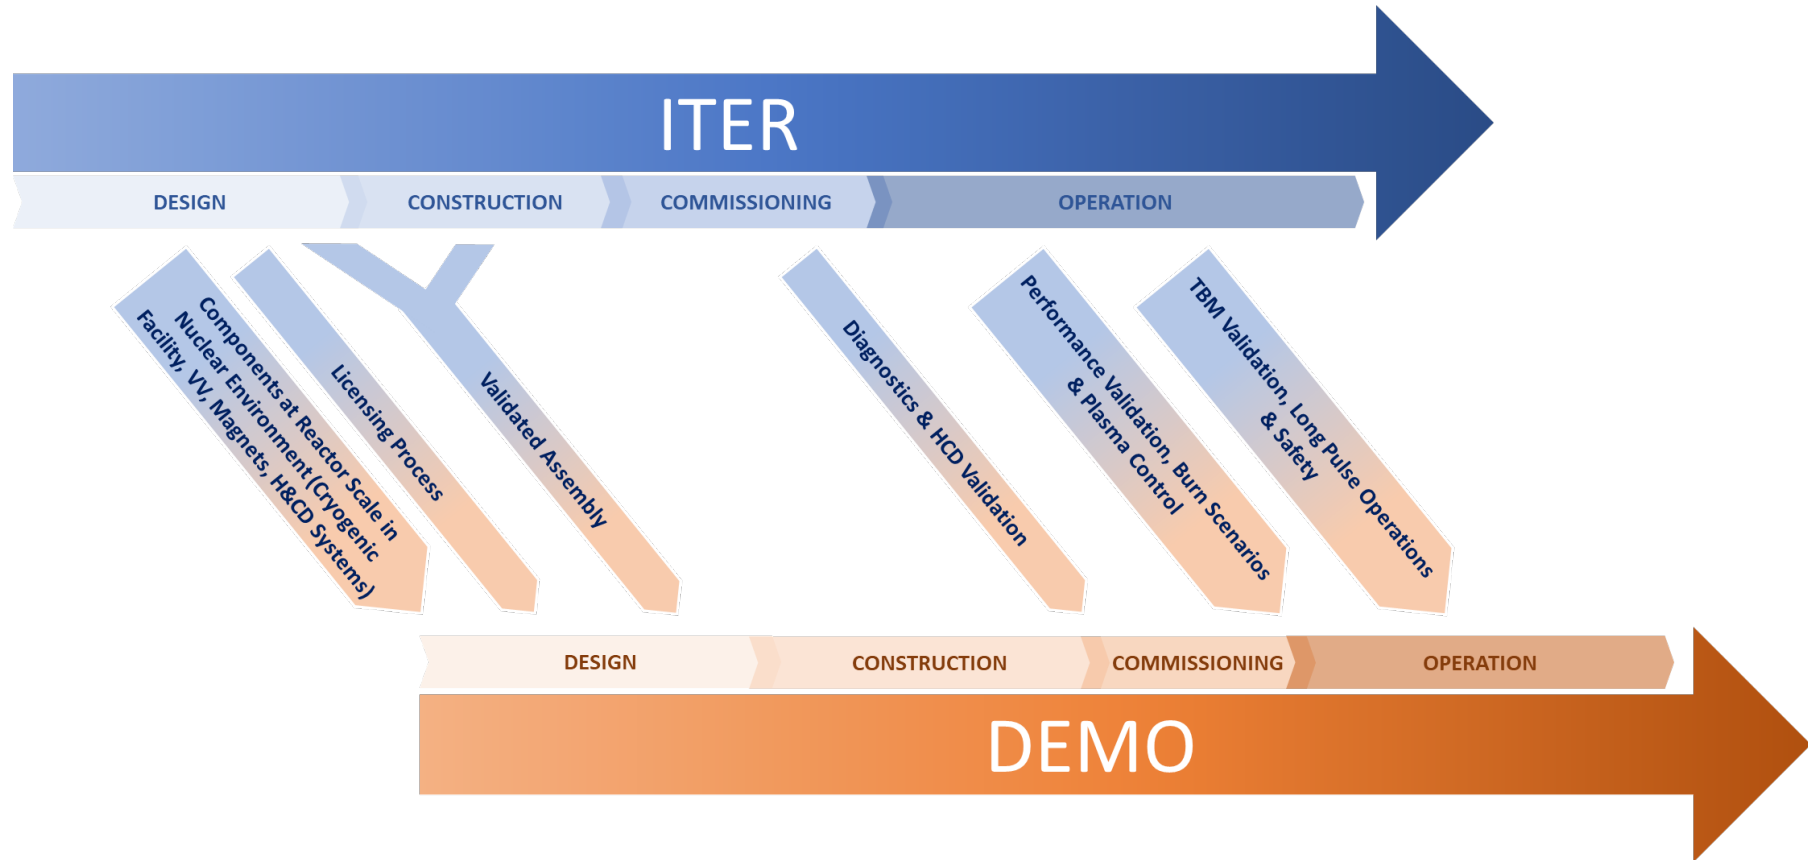 ITER
DESIGN
CONSTRUCTION
COMMISSIONING
OPERATION
Components at Reactor Scale in
Nuclear Environment (Cryogenic
Facility, VV, Magnets, H&CD Systems)
Licensing Process
Validated Assembly
Diagnostics & HCD Validation
Performance Validation, Burn Scenarios
& Plasma Control
TBM Validation, Long Pulse Operations
& Safety
DESIGN
CONSTRUCTION
COMMISSIONING
OPERATION
DEMO